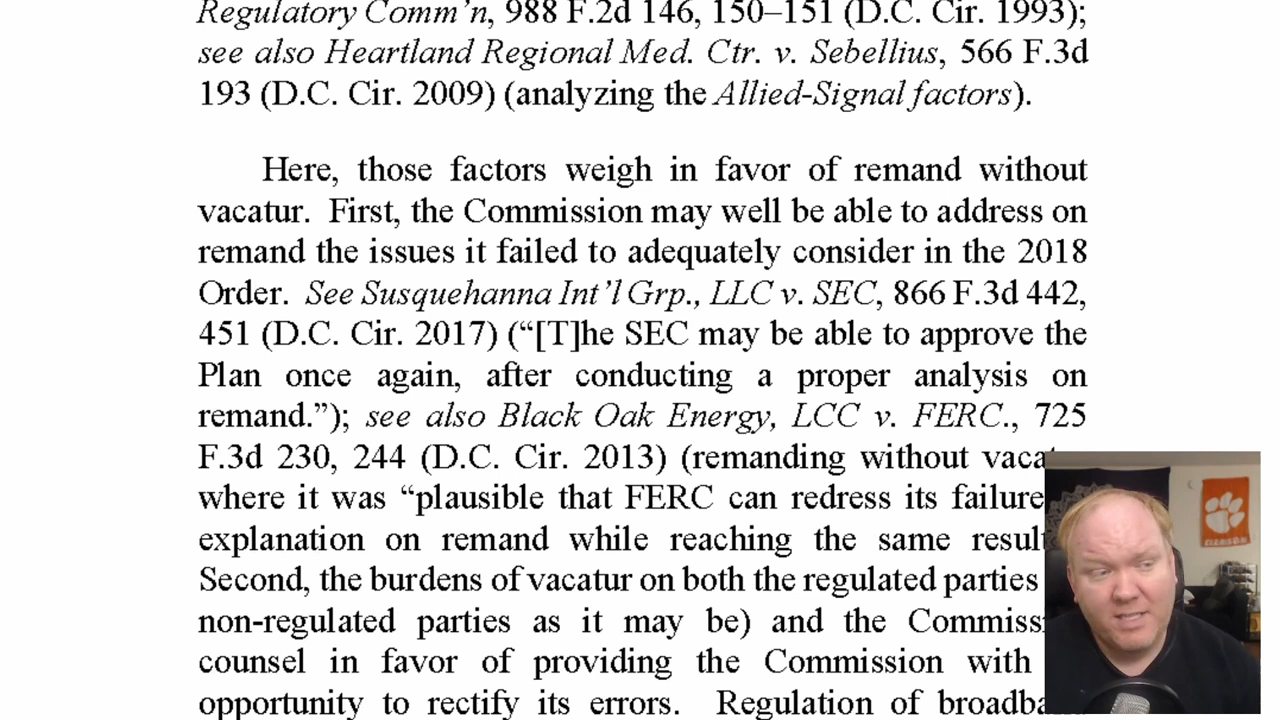 Regulatory Comm’n, 988 F.2d 146, 150–151 (D.C. Cir. 1993);
see also Heartland Regional Med. Ctr. v. Sebellius, 566 F.3d
193 (D.C. Cir. 2009) (analyzing the Allied-Signal factors).
Here, those factors weigh in favor of remand without
vacatur. First, the Commission may well be able to address on
remand the issues it failed to adequately consider in the 2018
Order. See Susquehanna Int’l Grp., LLC v. SEC, 866 F.3d 442,
451 (D.C. Cir. 2017) (“[T]he SEC may be able to approve the
Plan once again, after conducting a proper analysis on
remand.”); see also Black Oak Energy, LCC v. FERC., 725
F.3d 230, 244 (D.C. Cir. 2013) (remanding without
where it was “plausible that FERC can redress its failure
explanation on remand while reaching the same result
Second, the burdens of vacatur on both the regulated parties
non-regulated parties as it may be) and the
counsel in favor of providing the Commission with
opportunity to rectify its errors. Regulation of
CLEMSON